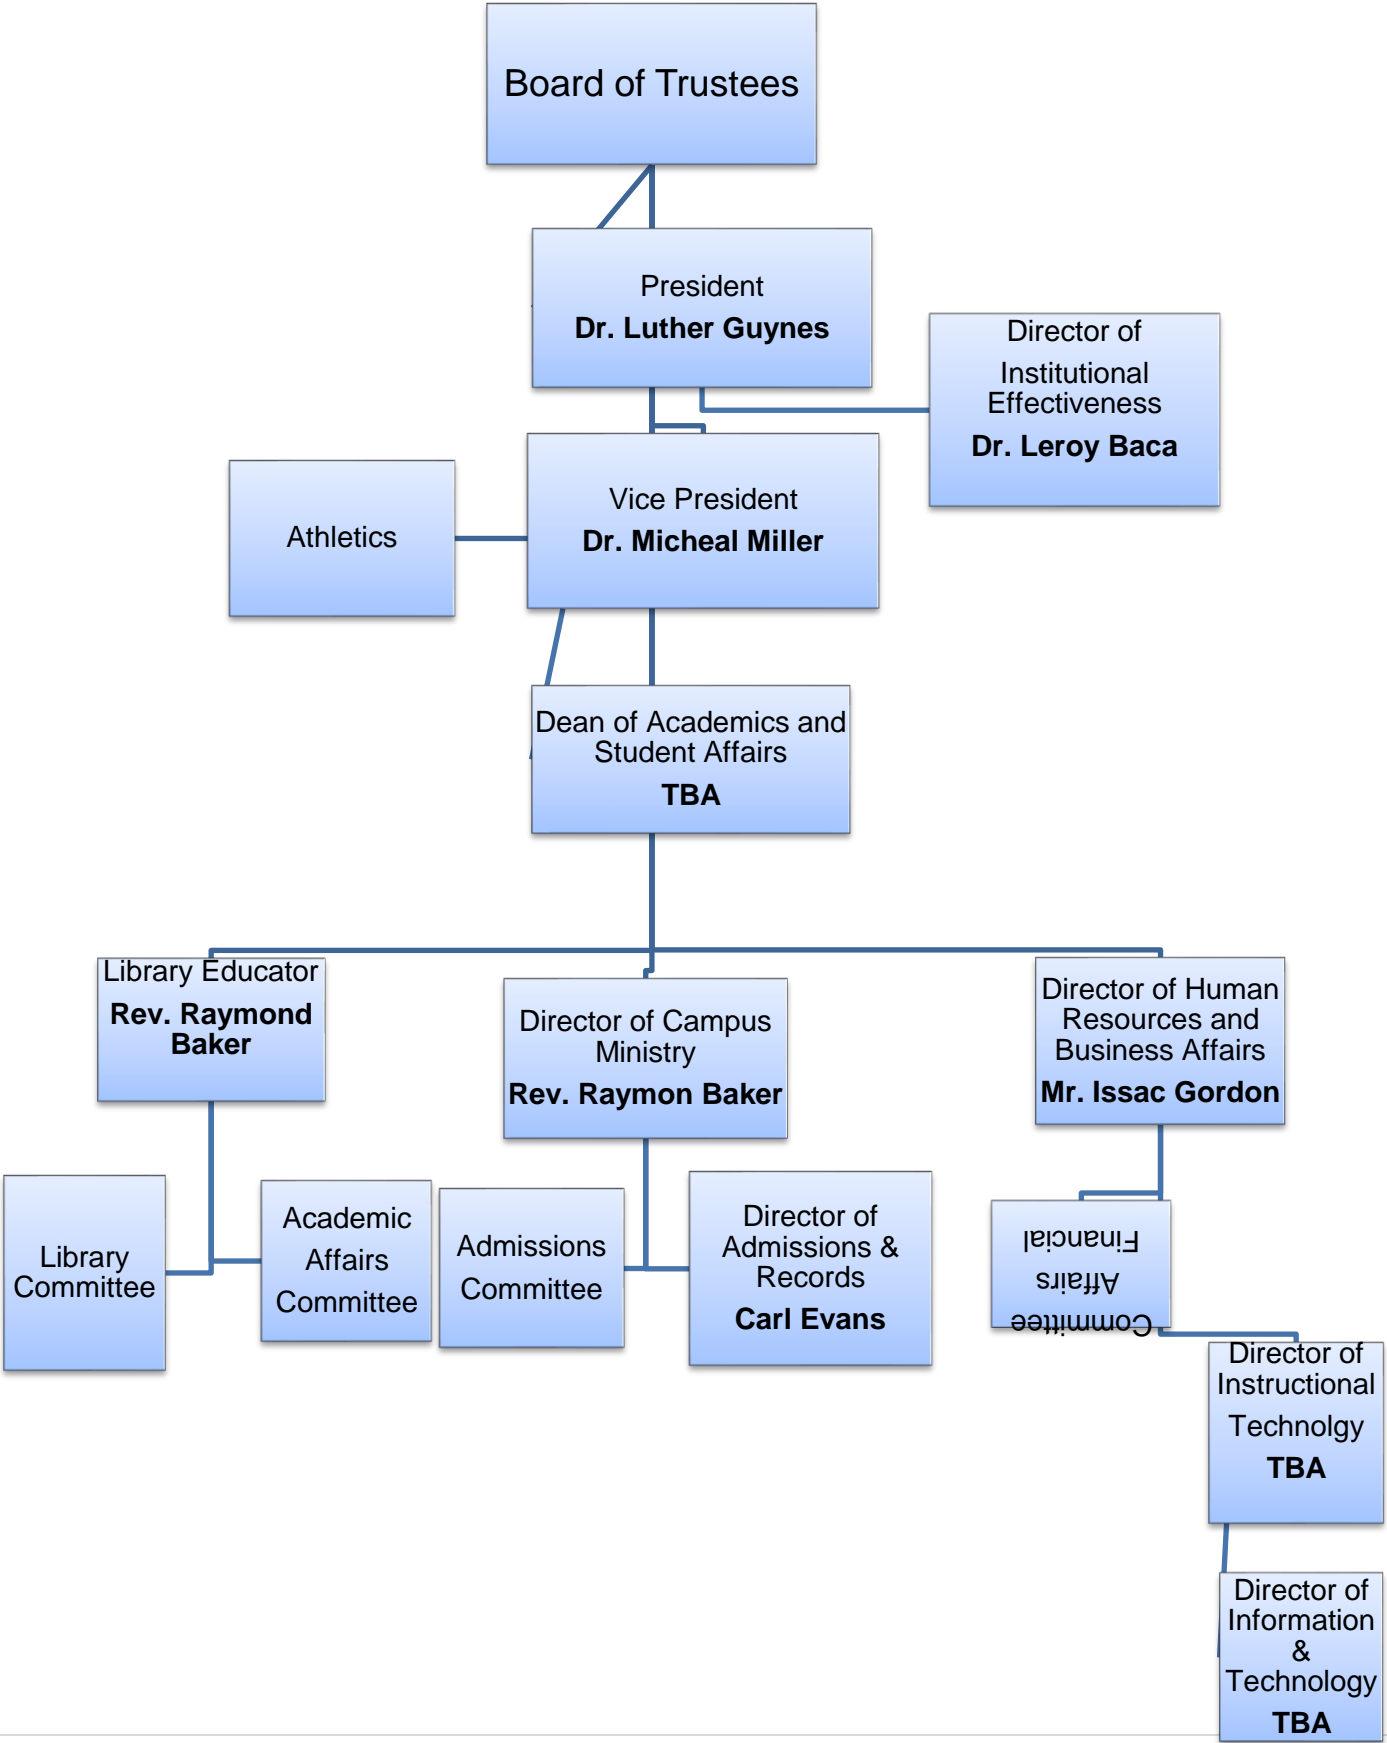 Board of Trustees
President
Dr. Luther Guynes
Director of
Institutional
Effectiveness
Dr. Leroy Baca
Vice President
Dr. Micheal Miller
Athletics
Dean of Academics and
Student Affairs
TBA
Library Educator
Rev. Raymond
Baker
Director of Campus
Ministry
Rev. Raymon Baker
Director of Human
Resources and
Business Affairs
Mr. Issac Gordon
Library
Committee
Academic
Affairs
Committee
Admissions
Committee
Director of
Admissions &
Records
Carl Evans
Financial
Affairs
Committee
Director of
Instructional
Technolgy
TBA
Director of
Information
&
Technology
TBA